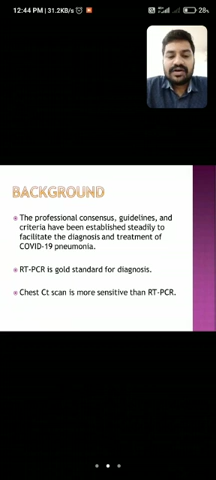 12:44 PM | 31.2KB/s
28%
BACKGROUND
The professional consensus, guidelines, and
criteria have been established steadily to
facilitate the diagnosis and treatment of
COVID-19 pneumonia.
RT-PCR is gold standard for diagnosis.
Chest Ct scan is more sensitive than RT-PCR.